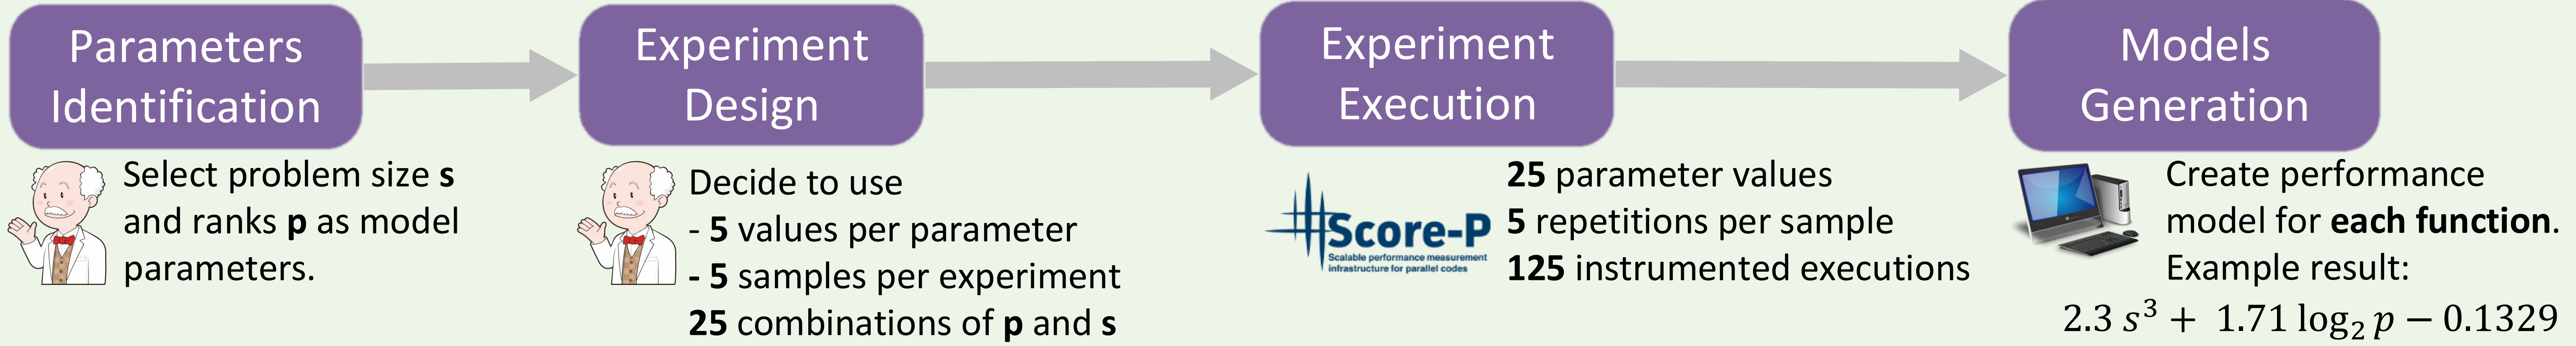 Parameters
Identification
Select problem size s
and ranks p as model
parameters.
Experiment
Design
Decide to use
- 5 values per parameter
- 5 samples per experiment
25 combinations of p and s
Experiment
Execution
Score-P
Scalable performance measurement
infrastructure for parallel codes
25 parameter values
5 repetitions per sample
125 instrumented executions
Models
Generation
Create performance
model for each function.
Example result:
2.3 s³ + 1.71 log₂ p − 0.1329